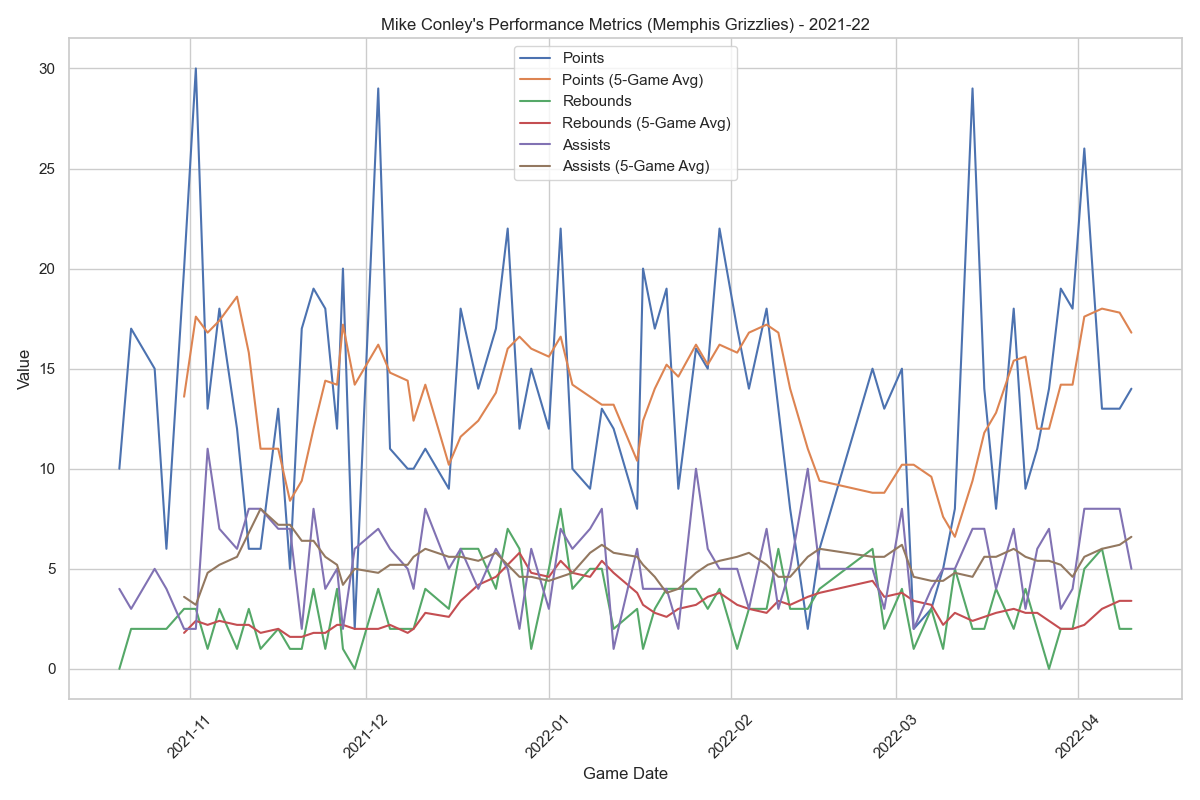 Mike Conley's Performance Metrics (Memphis Grizzlies) - 2021-22
Points
Points (5-Game Avg)
Rebounds
Rebounds (5-Game Avg)
Assists
Assists (5-Game Avg)
Value
30
25
20
15
10
5
0
2021-11
2021-12
2022-01
2022-02
2022-03
2022-04
Game Date